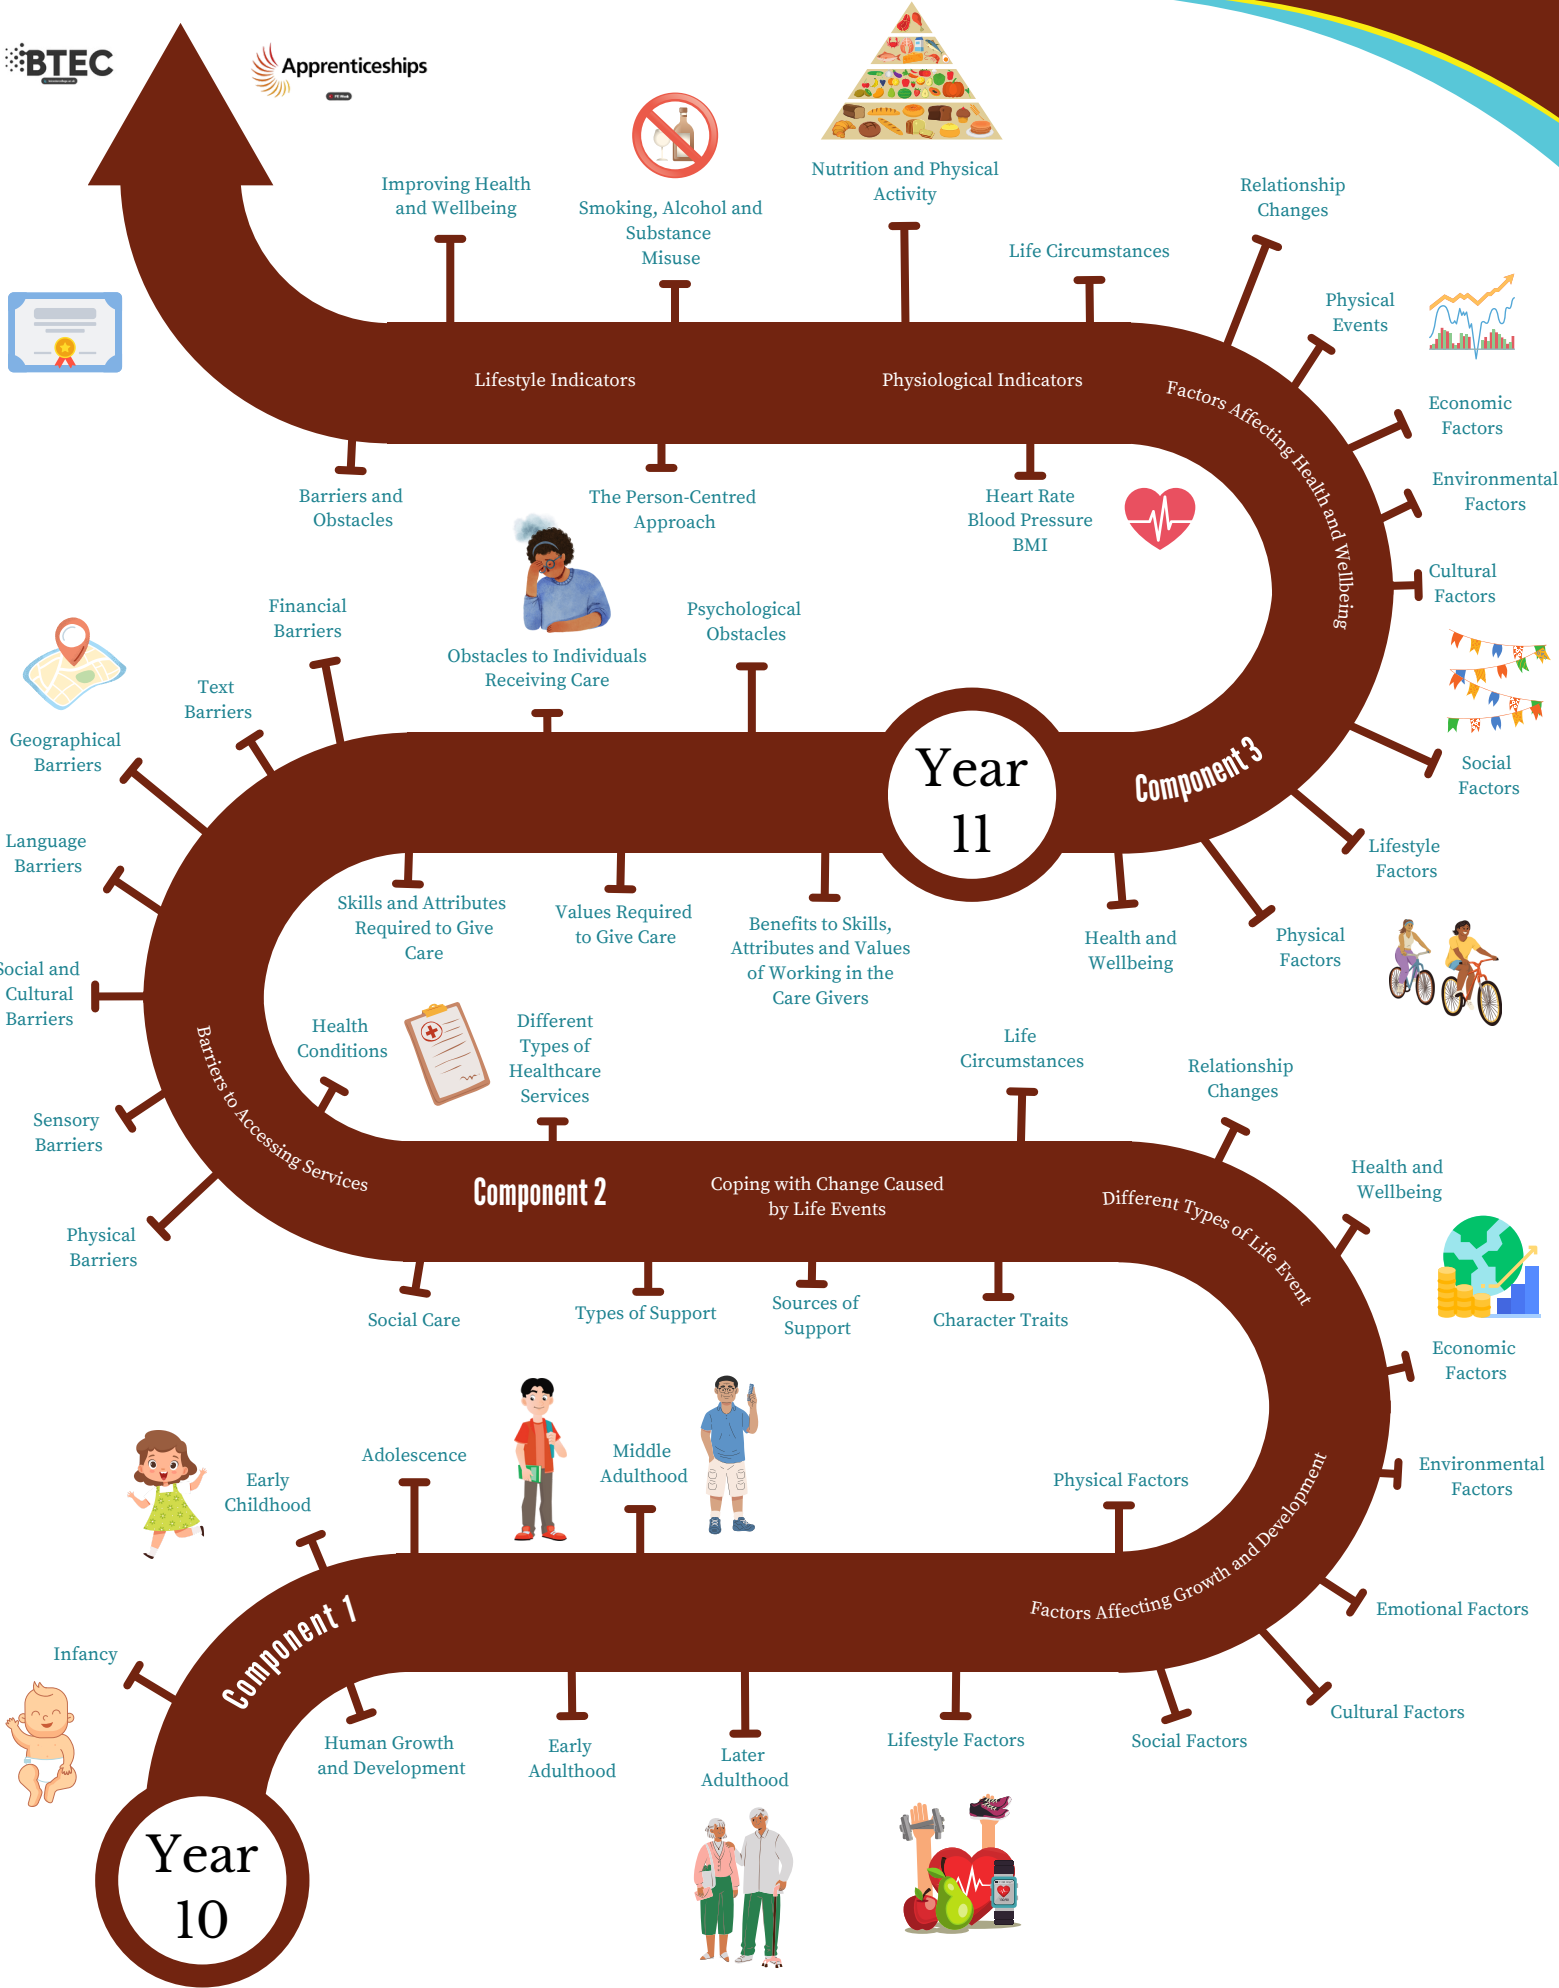 BTEC
Apprenticeships
Improving Health
and Wellbeing
Smoking, Alcohol and
Substance
Misuse
Nutrition and Physical
Activity
Life Circumstances
Relationship
Changes
Physical
Events
Economic
Factors
Environmental
Factors
Cultural
Factors
Social
Factors
Lifestyle
Factors
Physical
Factors
Health and
Wellbeing
Lifestyle Indicators
Physiological Indicators
Factors Affecting Health and Wellbeing
Barriers and
Obstacles
The Person-Centred
Approach
Heart Rate
Blood Pressure
BMI
Component 3
Year
11
Psychological
Obstacles
Obstacles to Individuals
Receiving Care
Financial
Barriers
Text
Barriers
Geographical
Barriers
Language
Barriers
Social and
Cultural
Barriers
Sensory
Barriers
Physical
Barriers
Skills and Attributes
Required to Give
Care
Values Required
to Give Care
Benefits to Skills,
Attributes and Values
of Working in the
Care Givers
Barriers to Accessing Services
Health
Conditions
Different
Types of
Healthcare
Services
Life
Circumstances
Relationship
Changes
Health and
Wellbeing
Component 2
Coping with Change Caused
by Life Events
Different Types of Life Event
Social Care
Types of Support
Sources of
Support
Character Traits
Economic
Factors
Environmental
Factors
Emotional Factors
Cultural Factors
Social Factors
Lifestyle Factors
Physical Factors
Factors Affecting Growth and Development
Early
Childhood
Adolescence
Middle
Adulthood
Infancy
Component 1
Human Growth
and Development
Early
Adulthood
Later
Adulthood
Year
10